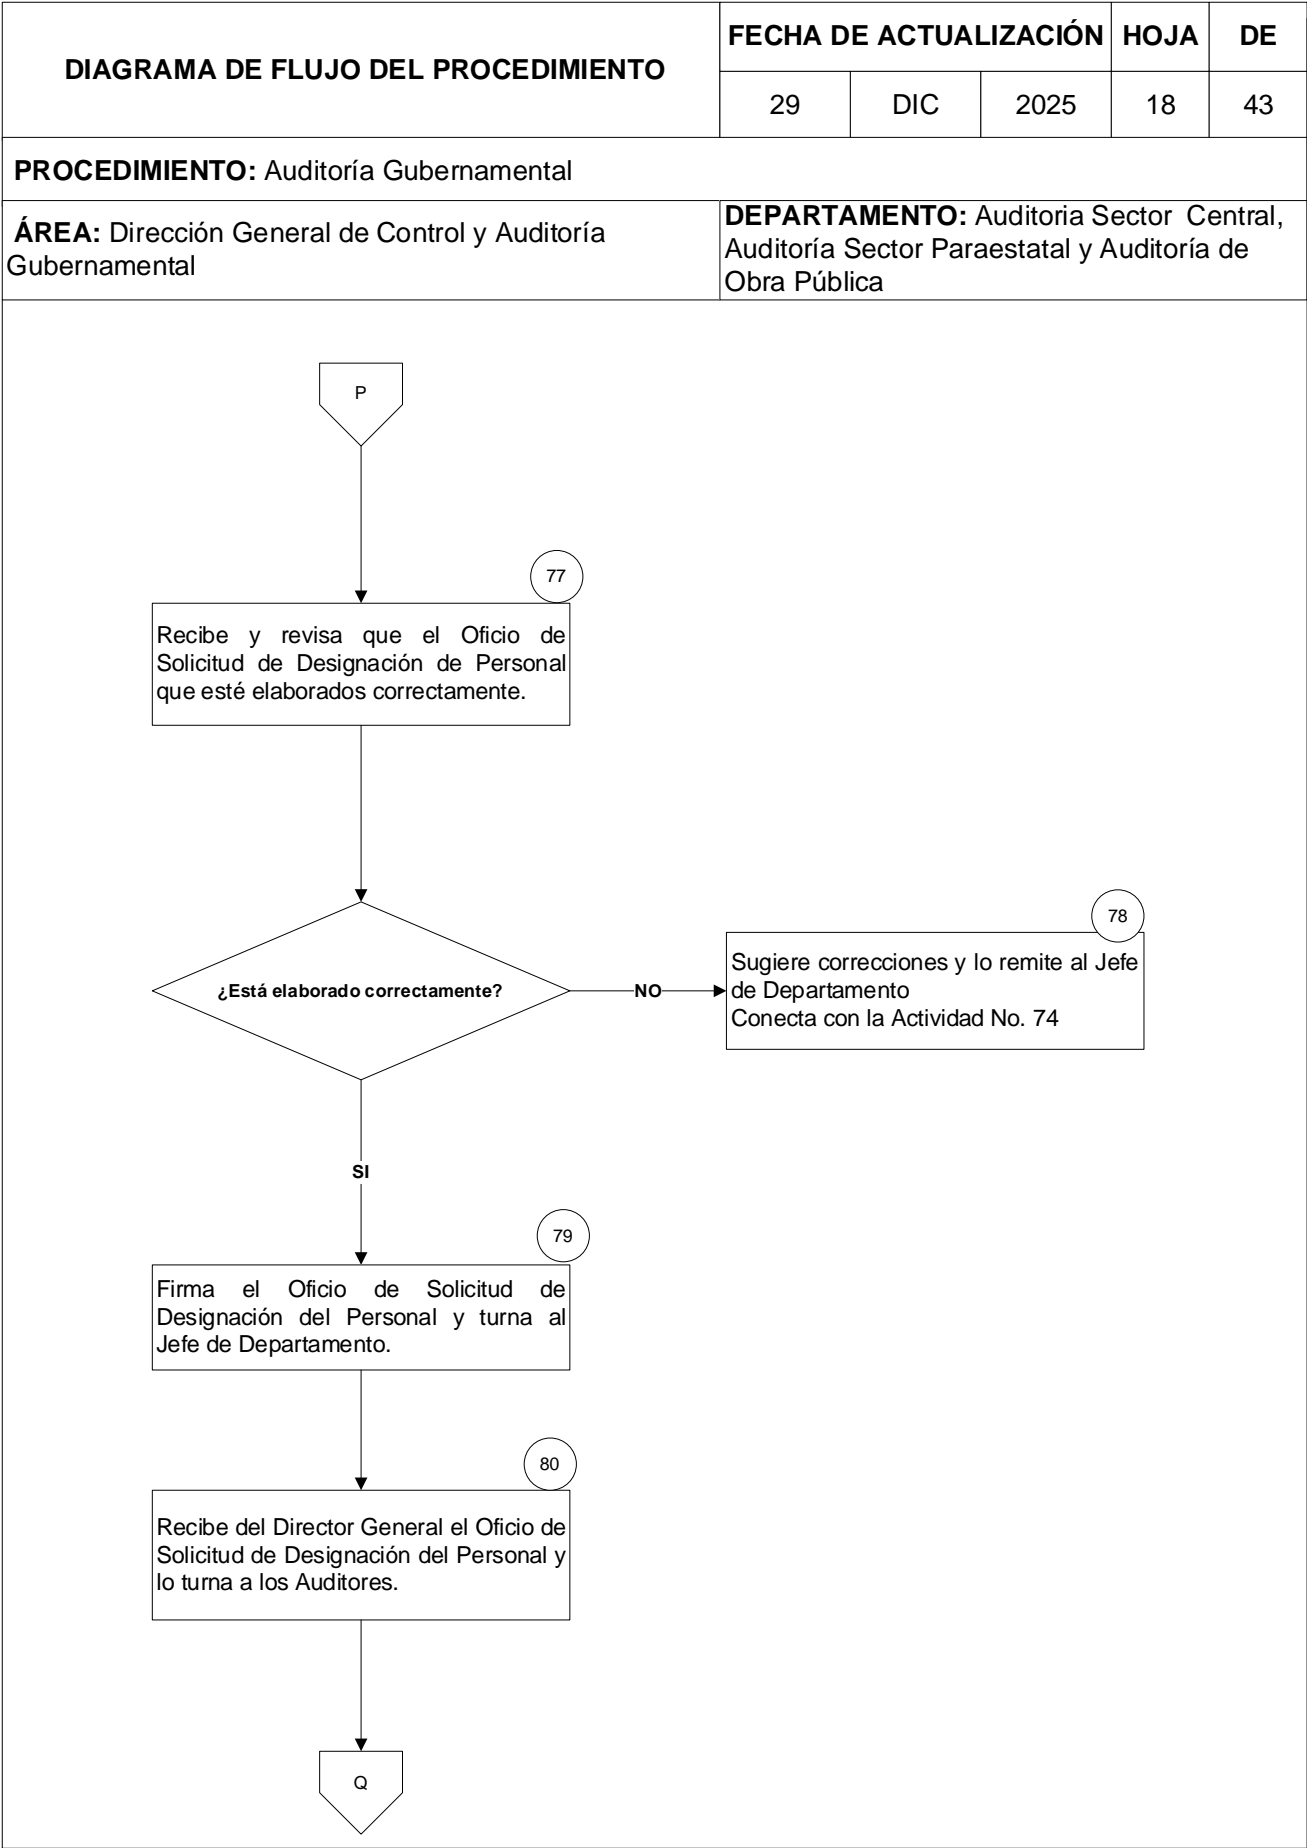 DIAGRAMA DE FLUJO DEL PROCEDIMIENTO
FECHA DE ACTUALIZACIÓN HOJA DE
29 DIC 2025 18 43
PROCEDIMIENTO: Auditoría Gubernamental
ÁREA: Dirección General de Control y Auditoría
Gubernamental
DEPARTAMENTO: Auditoria Sector Central,
Auditoría Sector Paraestatal y Auditoría de
Obra Pública
P
77
Recibe y revisa que el Oficio de
Solicitud de Designación de Personal
que esté elaborados correctamente.
¿Está elaborado correctamente?
NO
78
Sugiere correcciones y lo remite al Jefe
de Departamento
Conecta con la Actividad No. 74
SI
79
Firma el Oficio de Solicitud de
Designación del Personal y turna al
Jefe de Departamento.
80
Recibe del Director General el Oficio de
Solicitud de Designación del Personal y
lo turna a los Auditores.
Q